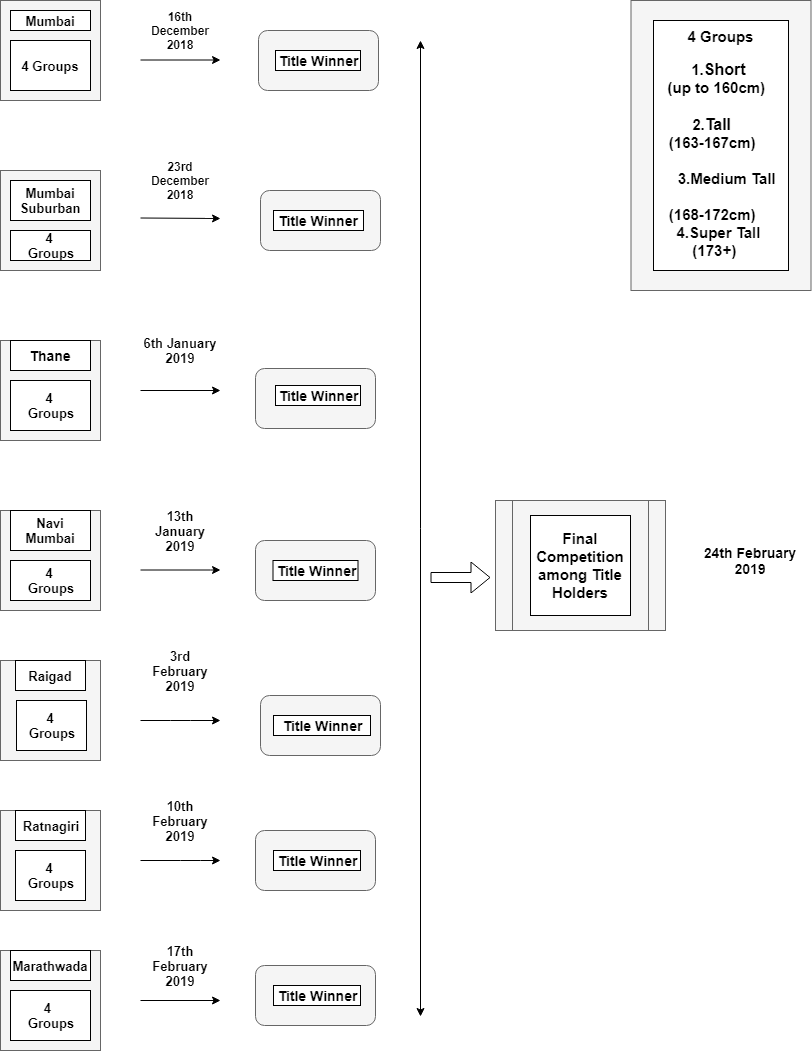 Mumbai
4 Groups
16th
December
2018
Title Winner
Mumbai
Suburban
4
Groups
23rd
December
2018
Title Winner
Thane
4
Groups
6th January
2019
Title Winner
Navi
Mumbai
4
Groups
13th
January
2019
Title Winner
Raigad
4
Groups
3rd
February
2019
Title Winner
Ratnagiri
4
Groups
10th
February
2019
Title Winner
Marathwada
4
Groups
17th
February
2019
Title Winner
Final
Competition
among Title
Holders
24th February
2019
4 Groups
1.Short
(up to 160cm)
2.Tall
(163-167cm)
3.Medium Tall
(168-172cm)
4.Super Tall
(173+)